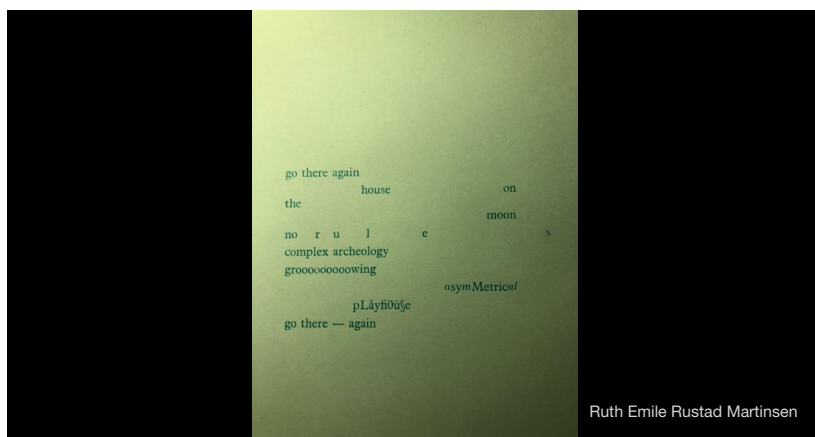 go there again
house on
the
moon
no r u l e s
complex archeology
grooooooooowing
asymMetrical
pLâyfi0ù§e
go there — again
Ruth Emile Rustad Martinsen